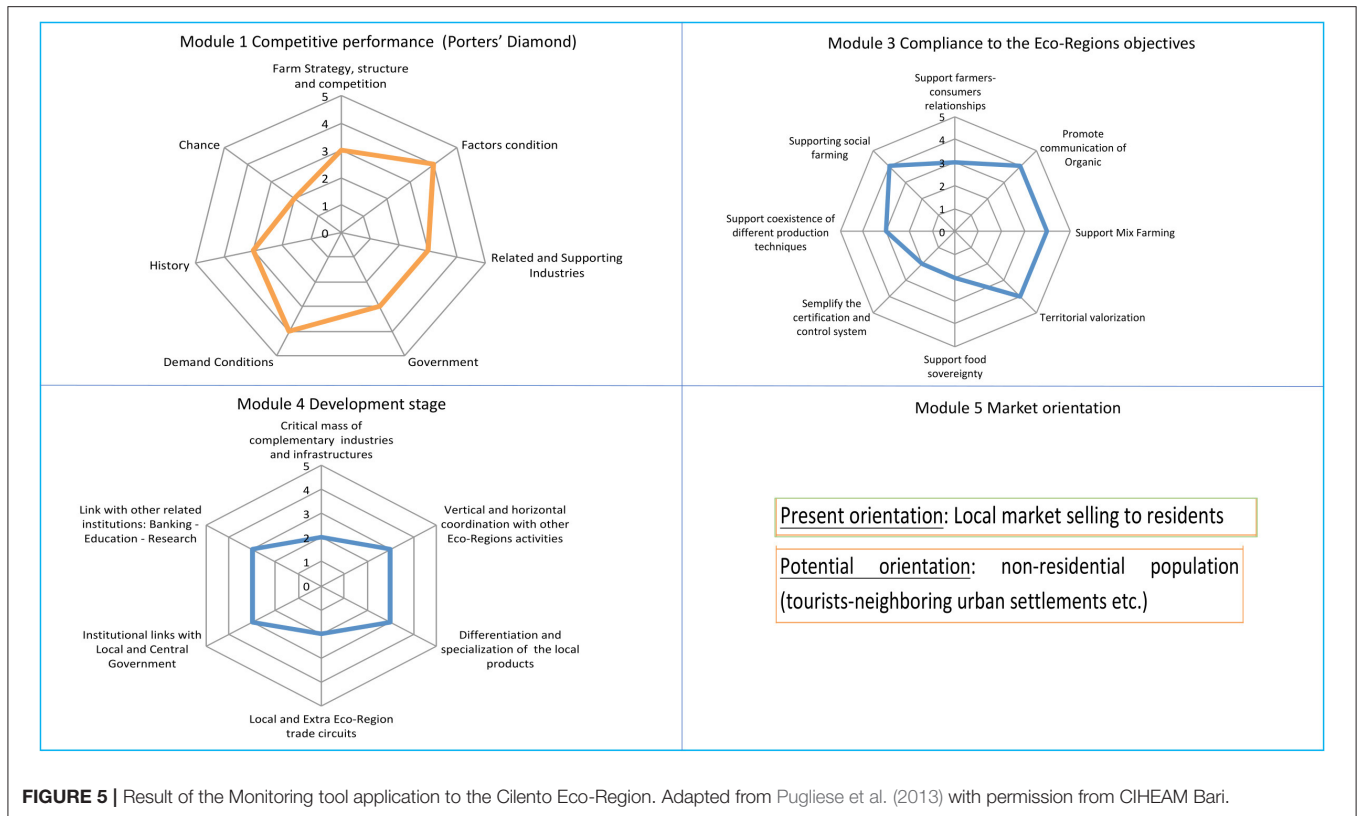 Module 1 Competitive performance (Porters' Diamond)
Farm Strategy, structure
and competition
5
4
3
2
1
0
Factors condition
Related and Supporting
Industries
Government
Demand Conditions
History
Chance
Module 3 Compliance to the Eco-Regions objectives
Support farmers-
consumers
relationships
5
4
3
2
1
0
Promote
communication of
Organic
Support Mix Farming
Territorial valorization
Support food
sovereignty
Semplify the
certification and
control system
Support coexistence of
different production
techniques
Supporting social
farming
Module 4 Development stage
Critical mass of
complementary industries
and infrastructures
5
4
3
2
1
0
Vertical and horizontal
coordination with other
Eco-Regions activities
Differentiation and
specialization of the local
products
Local and Extra Eco-Region
trade circuits
Institutional links with
Local and Central
Government
Link with other related
institutions: Banking -
Education - Research
Module 5 Market orientation
Present orientation: Local market selling to residents
Potential orientation: non-residential population
(tourists-neighboring urban settlements etc.)
FIGURE 5 | Result of the Monitoring tool application to the Cilento Eco-Region. Adapted from Pugliese et al. (2013) with permission from CIHEAM Bari.